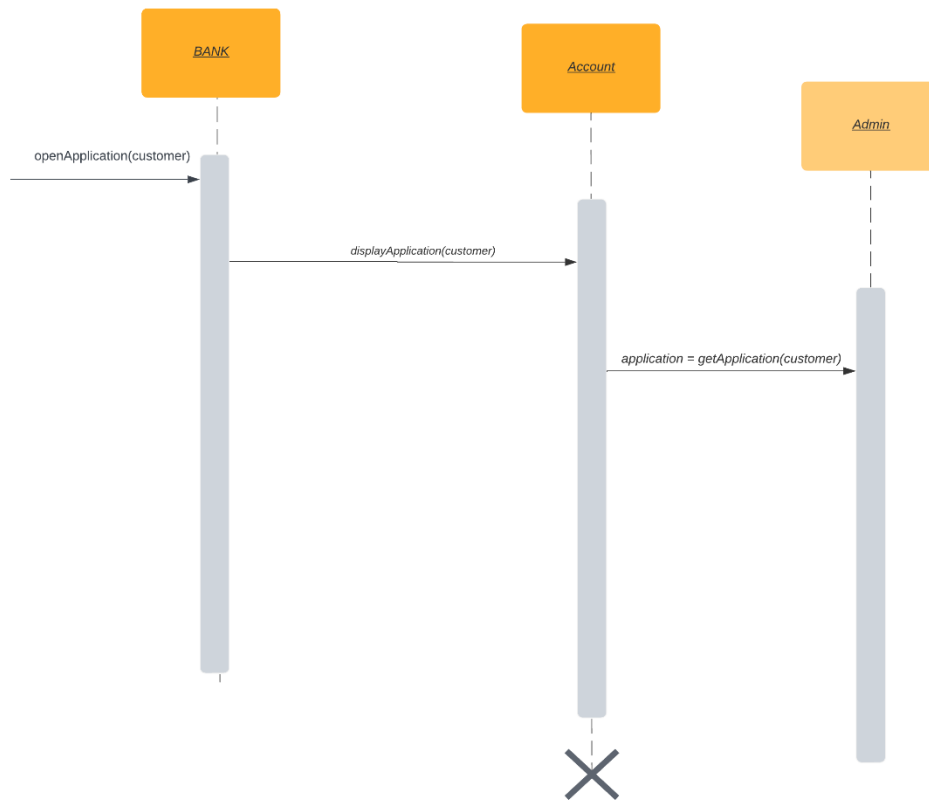 BANK
Account
Admin
openApplication(customer)
displayApplication(customer)
application = getApplication(customer)